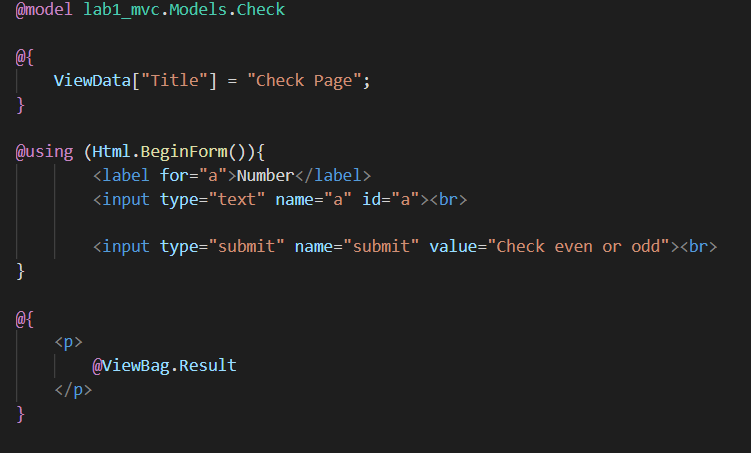 @model lab1_mvc.Models.Check
@{
ViewData["Title"] = "Check Page";
}
@using (Html.BeginForm()){
<label for="a">Number</label>
<input type="text" name="a" id="a"><br>
<input type="submit" name="submit" value="Check even or odd"><br>
}
@{
<p>
@ViewBag.Result
</p>
}